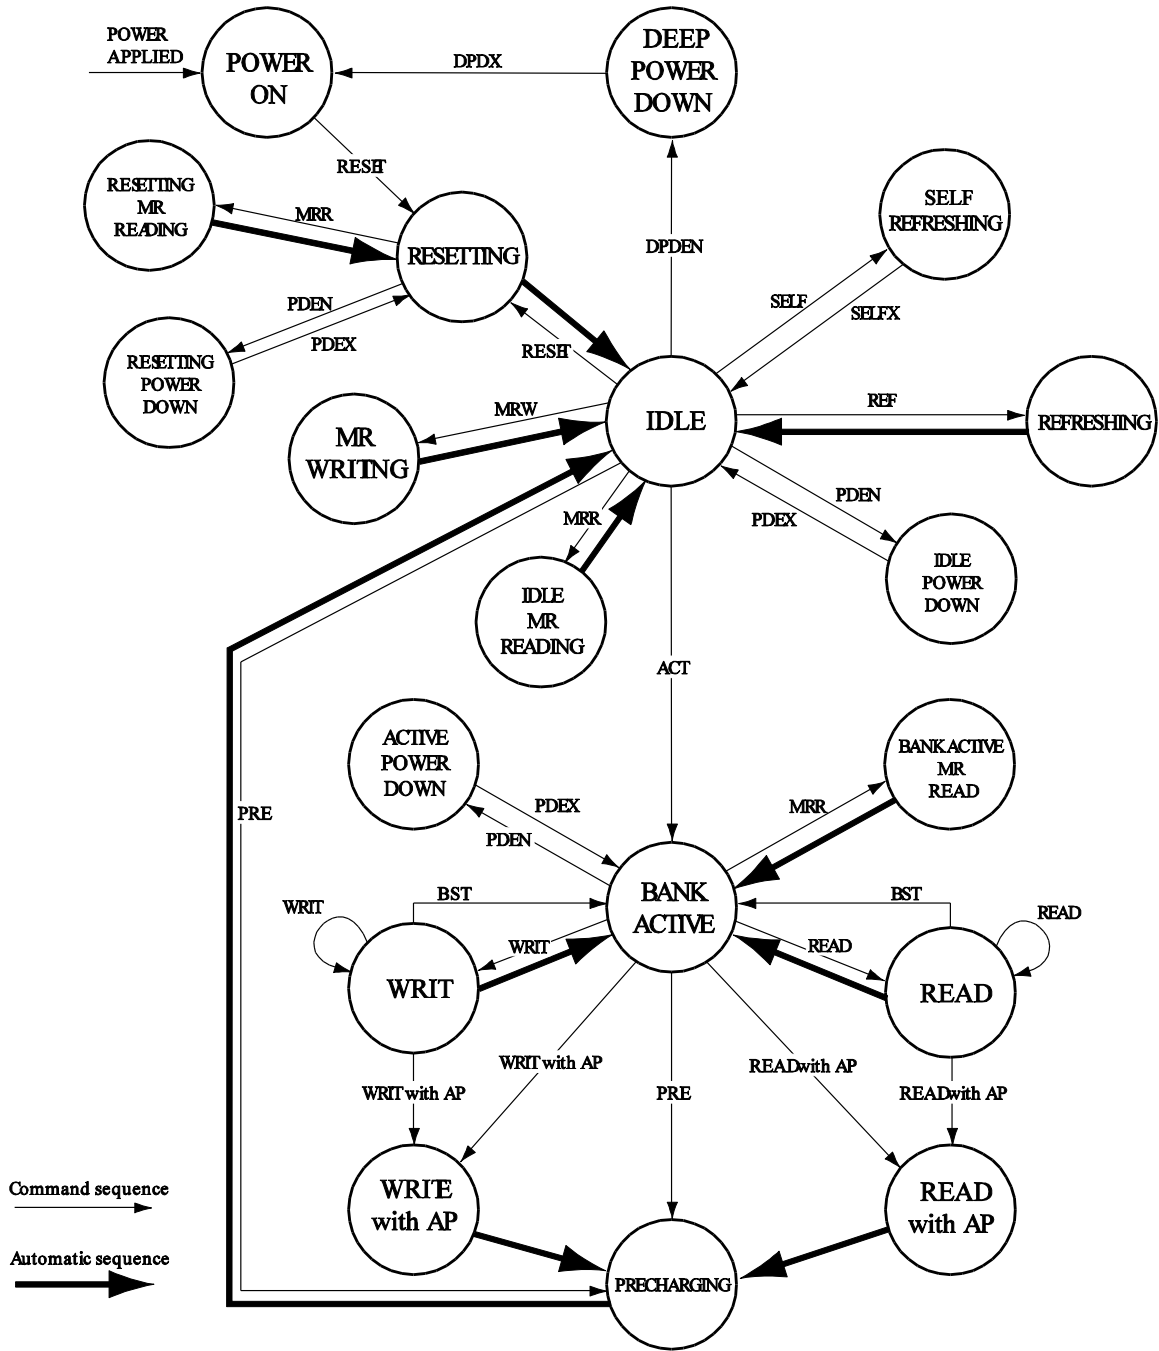 POWER
APPLIED
POWER
ON
DPDX
DEEP
POWER
DOWN
RESET
RESETTING
MR
READING
MRR
RESETTING
DPDEN
SELF
REFRESHING
PDEN
PDEX
SELF
SELFX
RESETTING
POWER
DOWN
RESET
MRW
MR
WRITNG
IDLE
REF
REFRESHING
MRR
PDEN
PDEX
IDLE
MR
READING
IDLE
POWER
DOWN
ACT
ACTIVE
POWER
DOWN
BANK ACTIVE
MR
READ
PDEX
PDEN
MRR
PRE
BANK
ACTIVE
BST
BST
WRIT
WRIT
READ
READ
WRIT
READ
WRIT with AP
WRIT with AP
PRE
READ with AP
READ with AP
WRITE
with AP
READ
with AP
PRECHARGING
Command sequence
Automatic sequence